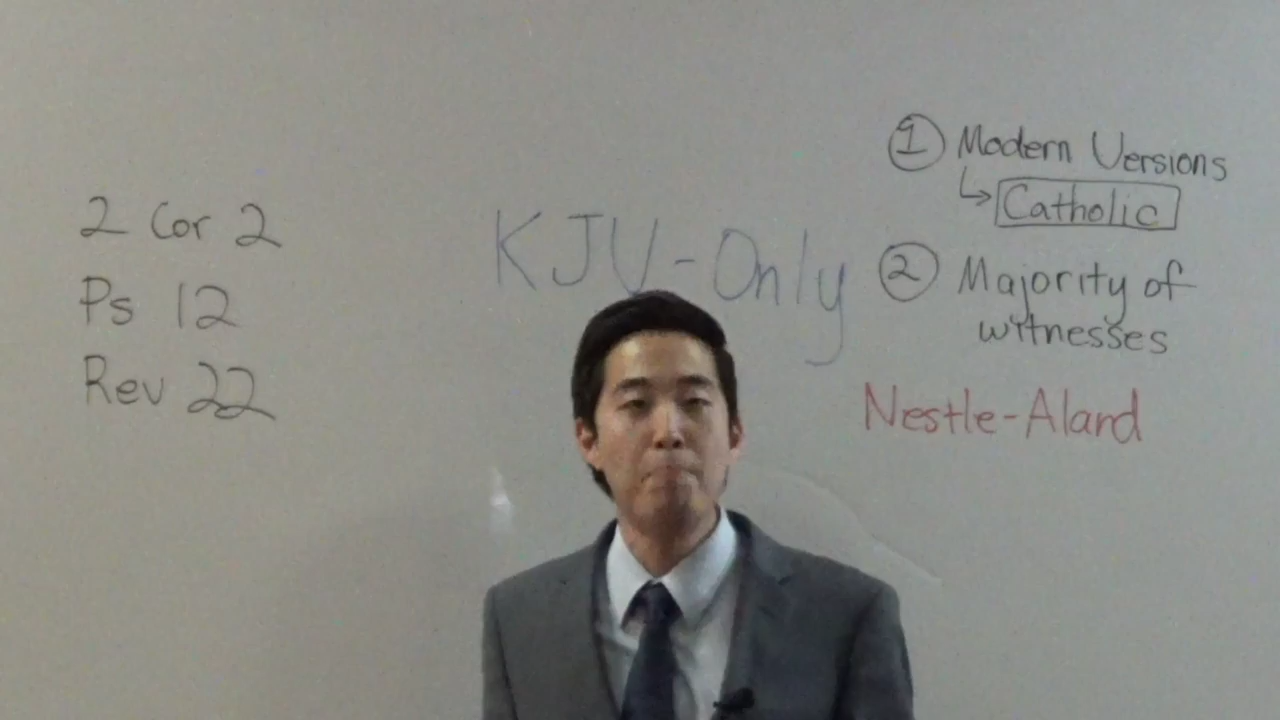 2 Cor 2
Ps 12
Rev 22
KJV-Only
① Modern Versions
↳ Catholic
② Majority of
witnesses
Nestle-Aland